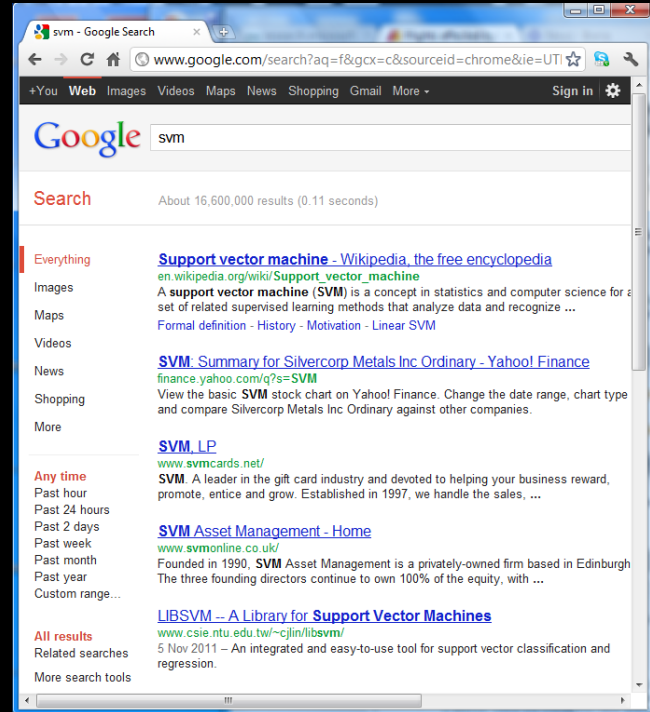 svm - Google Search
www.google.com/search?aq=f&gcx=c&sourceid=chrome&ie=UT
+You Web Images Videos Maps News Shopping Gmail More Sign in
Google svm
Search About 16,600,000 results (0.11 seconds)
Everything
Images
Maps
Videos
News
Shopping
More
Any time
Past hour
Past 24 hours
Past 2 days
Past week
Past month
Past year
Custom range...
All results
Related searches
More search tools
Support vector machine - Wikipedia, the free encyclopedia
en.wikipedia.org/wiki/Support_vector_machine
A support vector machine (SVM) is a concept in statistics and computer science for a
set of related supervised learning methods that analyze data and recognize ...
Formal definition - History - Motivation - Linear SVM
SVM: Summary for Silvercorp Metals Inc Ordinary - Yahoo! Finance
finance.yahoo.com/q?s=SVM
View the basic SVM stock chart on Yahoo! Finance. Change the date range, chart type
and compare Silvercorp Metals Inc Ordinary against other companies.
SVM, LP
www.svmcards.net/
SVM. A leader in the gift card industry and devoted to helping your business reward,
promote, entice and grow. Established in 1997, we handle the sales, ...
SVM Asset Management - Home
www.svmonline.co.uk/
Founded in 1990, SVM Asset Management is a privately-owned firm based in Edinburgh
The three founding directors continue to own 100% of the equity, with ...
LIBSVM -- A Library for Support Vector Machines
www.csie.ntu.edu.tw/~cjlin/libsvm/
5 Nov 2011 – An integrated and easy-to-use tool for support vector classification and
regression.